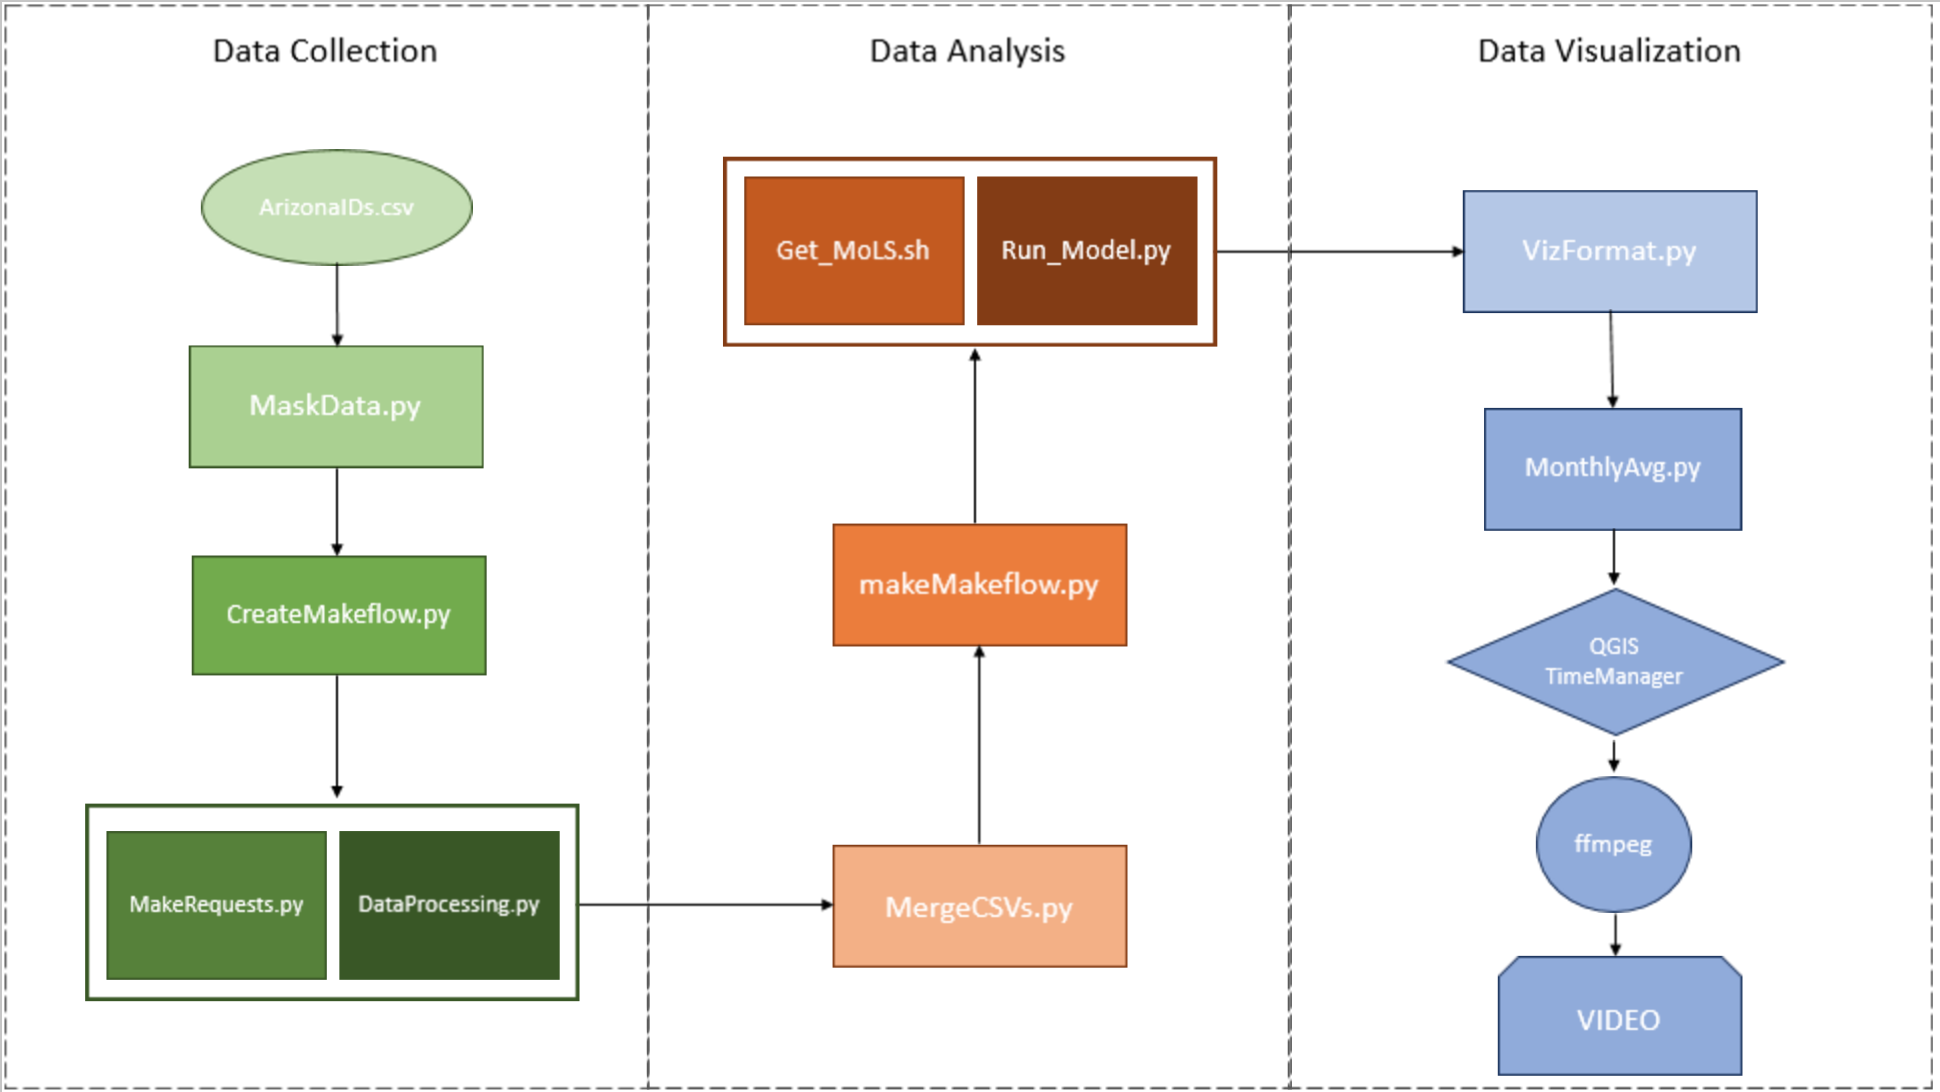 Data Collection
ArizonaIDs.csv
MaskData.py
CreateMakeflow.py
MakeRequests.py
DataProcessing.py
Data Analysis
Get_MoLS.sh
Run_Model.py
makeMakeflow.py
MergeCSVs.py
Data Visualization
VizFormat.py
MonthlyAvg.py
QGIS
TimeManager
ffmpeg
VIDEO